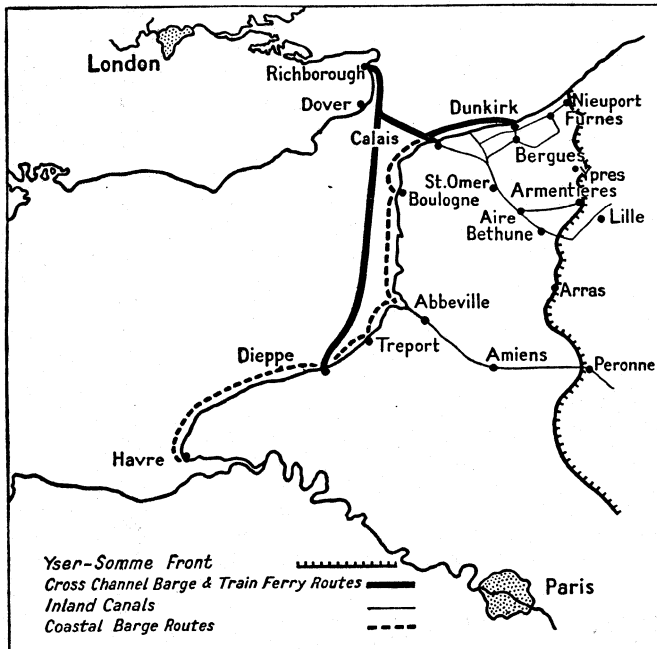 London
Richborough
Dover
Dunkirk
Nieuport
Furnes
Calais
Bergues
Ypres
St. Omer
Armentieres
Boulogne
Aire
Lille
Bethune
Arras
Abbeville
Treport
Dieppe
Amiens
Peronne
Havre
Paris
Yser-Somme Front
Cross Channel Barge & Train Ferry Routes
Inland Canals
Coastal Barge Routes